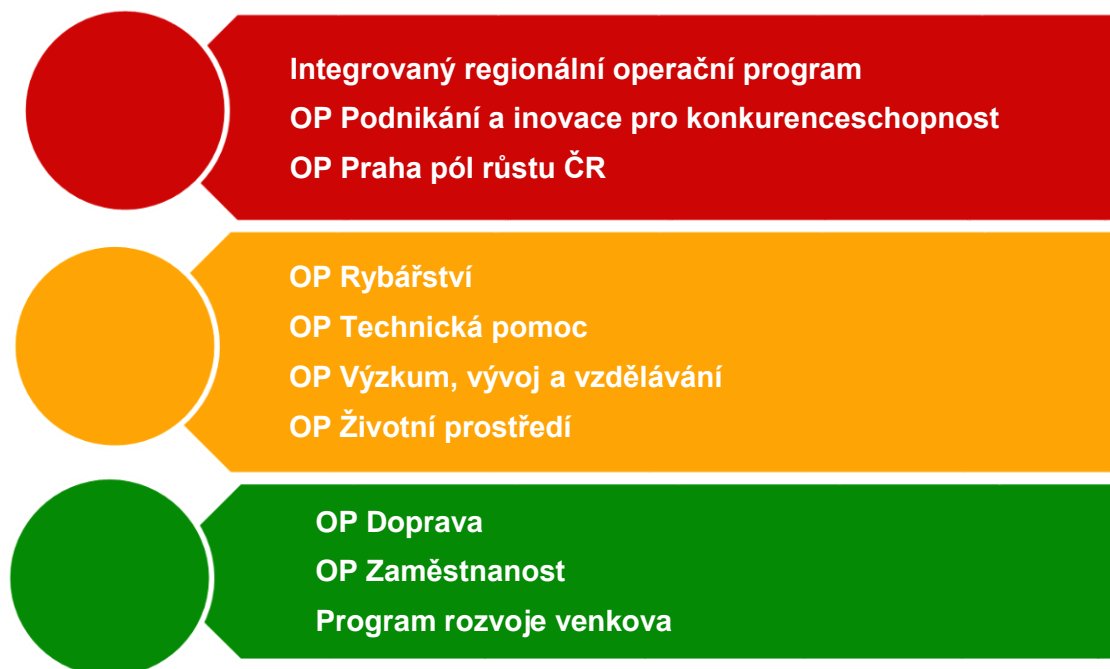 Integrovaný regionální operační program
OP Podnikání a inovace pro konkurenceschopnost
OP Praha pól růstu ČR
OP Rybářství
OP Technická pomoc
OP Výzkum, vývoj a vzdělávání
OP Životní prostředí
OP Doprava
OP Zaměstnanost
Program rozvoje venkova